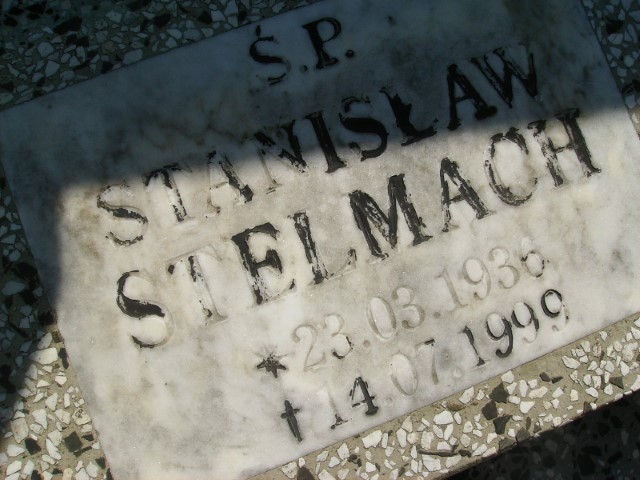 Ś.P.
STANISŁAW
STELMACH
* 23.03.1936
† 14.07.1999